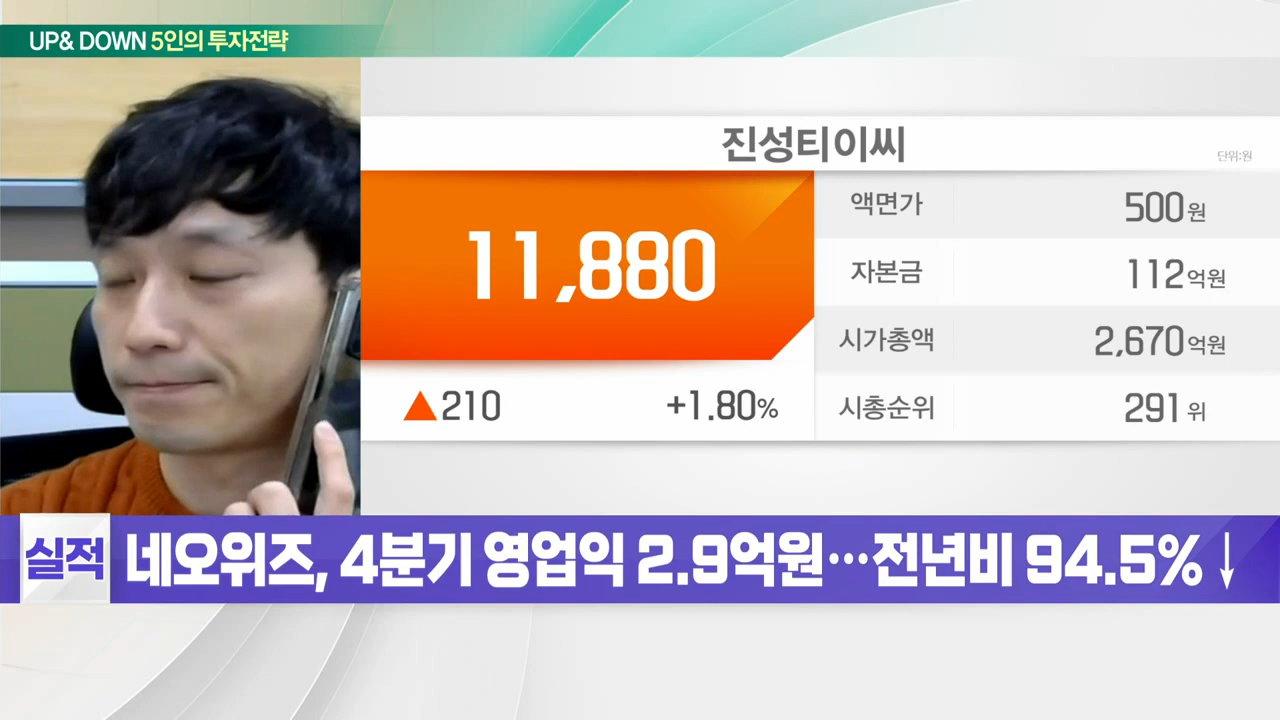 UP& DOWN 5인의 투자전략
진성티이씨
단위:원
11,880
▲210 +1.80%
액면가 500원
자본금 112억원
시가총액 2,670억원
시총순위 291위
실적 네오위즈, 4분기 영업익 2.9억원…전년비 94.5%↓